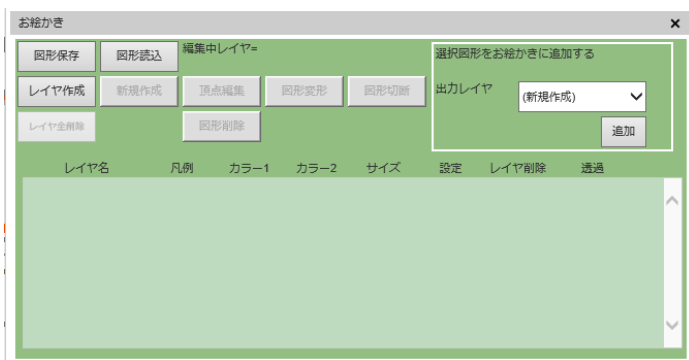 お絵かき ×
図形保存 図形読込 編集中レイヤ=
レイヤ作成 新規作成 頂点編集 図形変形 図形切断
レイヤ全削除 図形削除
選択図形をお絵かきに追加する
出力レイヤ (新規作成)
追加
レイヤ名 凡例 カラー1 カラー2 サイズ 設定 レイヤ削除 透過